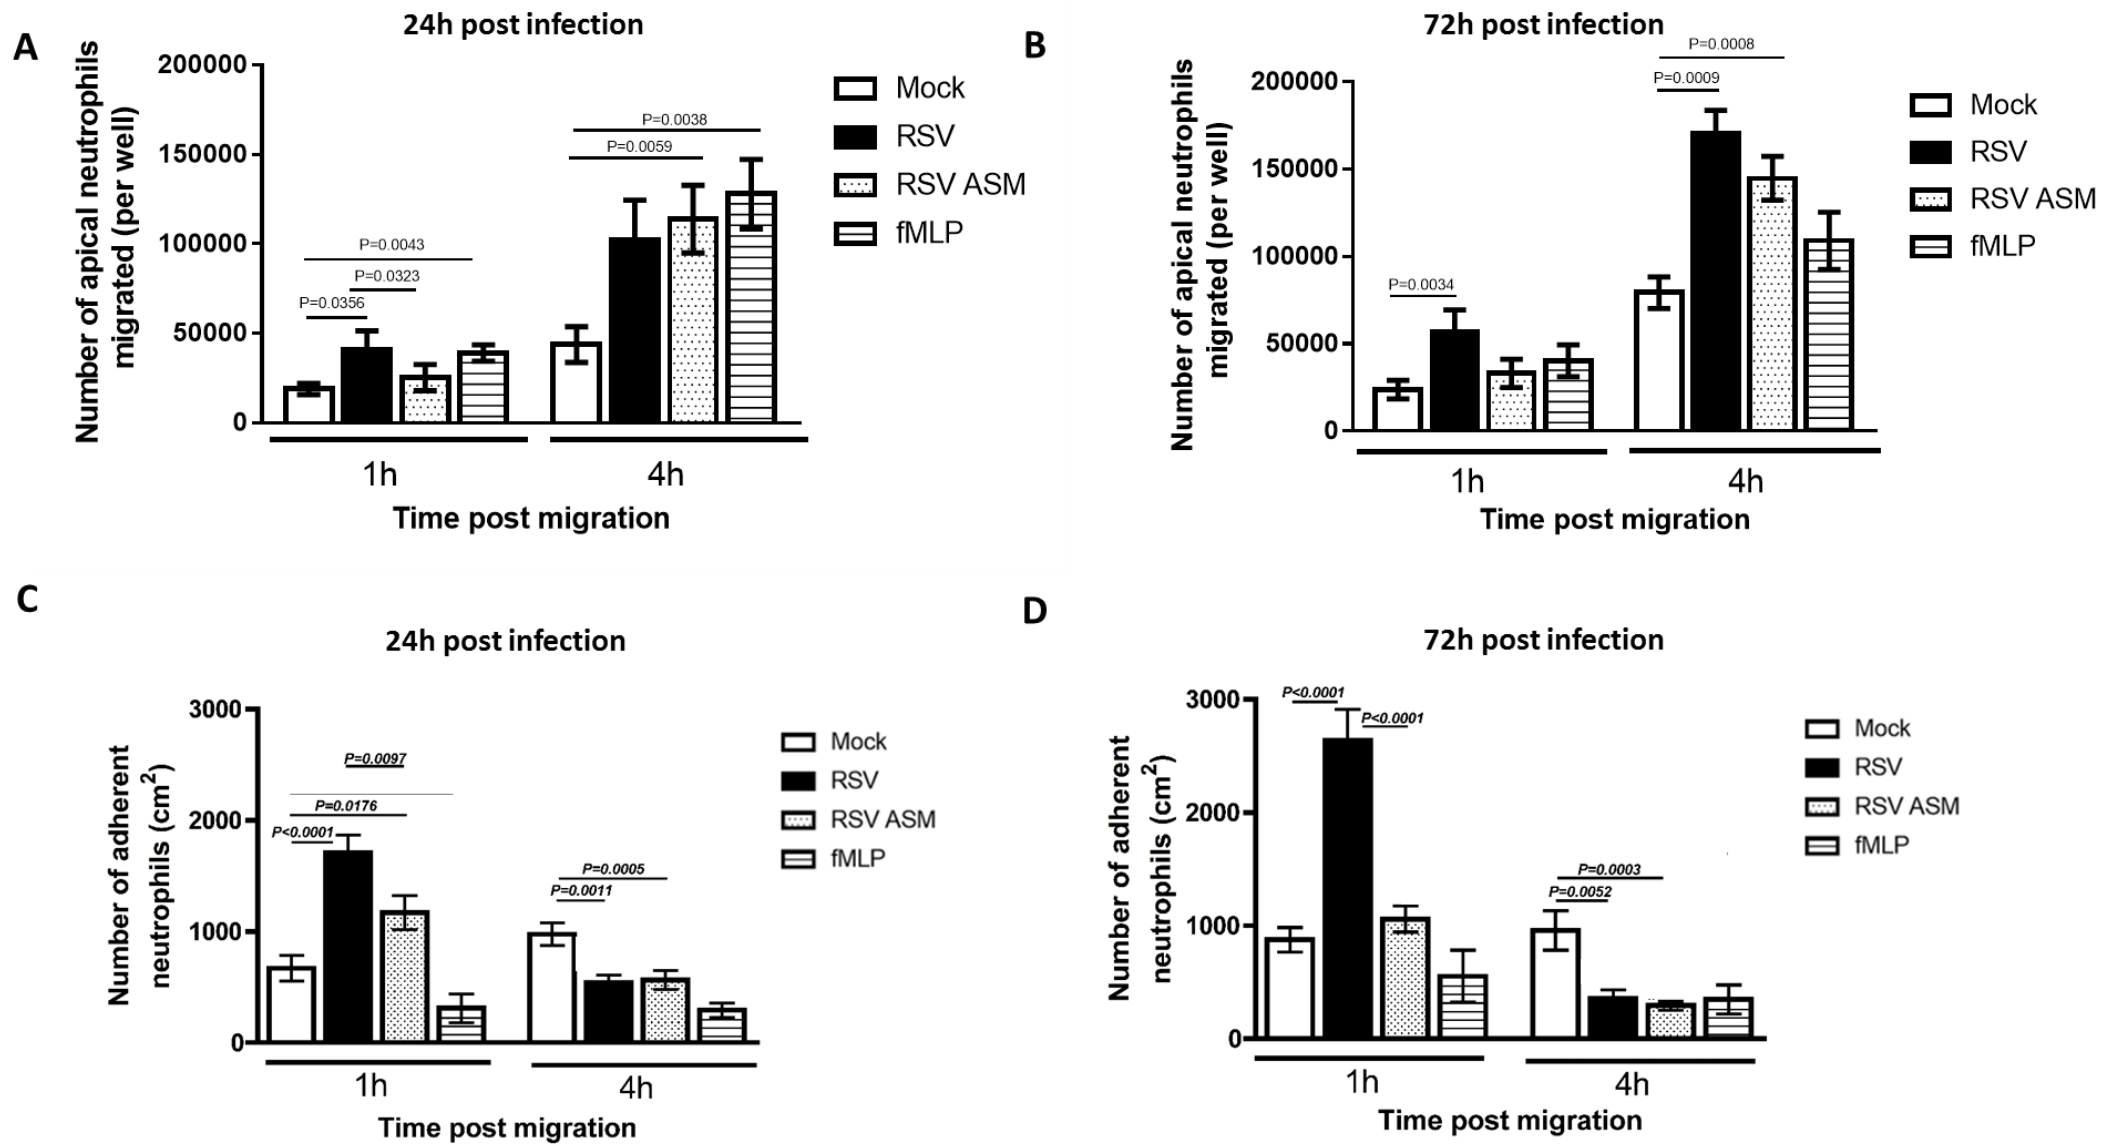 A
24h post infection
Number of apical neutrophils
migrated (per well)
200000
150000
100000
50000
0
P=0.0356
P=0.0323
P=0.0043
P=0.0059
P=0.0038
Mock
RSV
RSV ASM
fMLP
1h
4h
Time post migration
B
72h post infection
Number of apical neutrophils
migrated (per well)
200000
150000
100000
50000
0
P=0.0034
P=0.0009
P=0.0008
Mock
RSV
RSV ASM
fMLP
1h
4h
Time post migration
C
24h post infection
Number of adherent
neutrophils (cm2)
3000
2000
1000
0
P=0.0097
P=0.0176
P<0.0001
P=0.0005
P=0.0011
Mock
RSV
RSV ASM
fMLP
1h
4h
Time post migration
D
72h post infection
Number of adherent
neutrophils (cm2)
3000
2000
1000
0
P<0.0001
P<0.0001
P=0.0003
P=0.0052
Mock
RSV
RSV ASM
fMLP
1h
4h
Time post migration